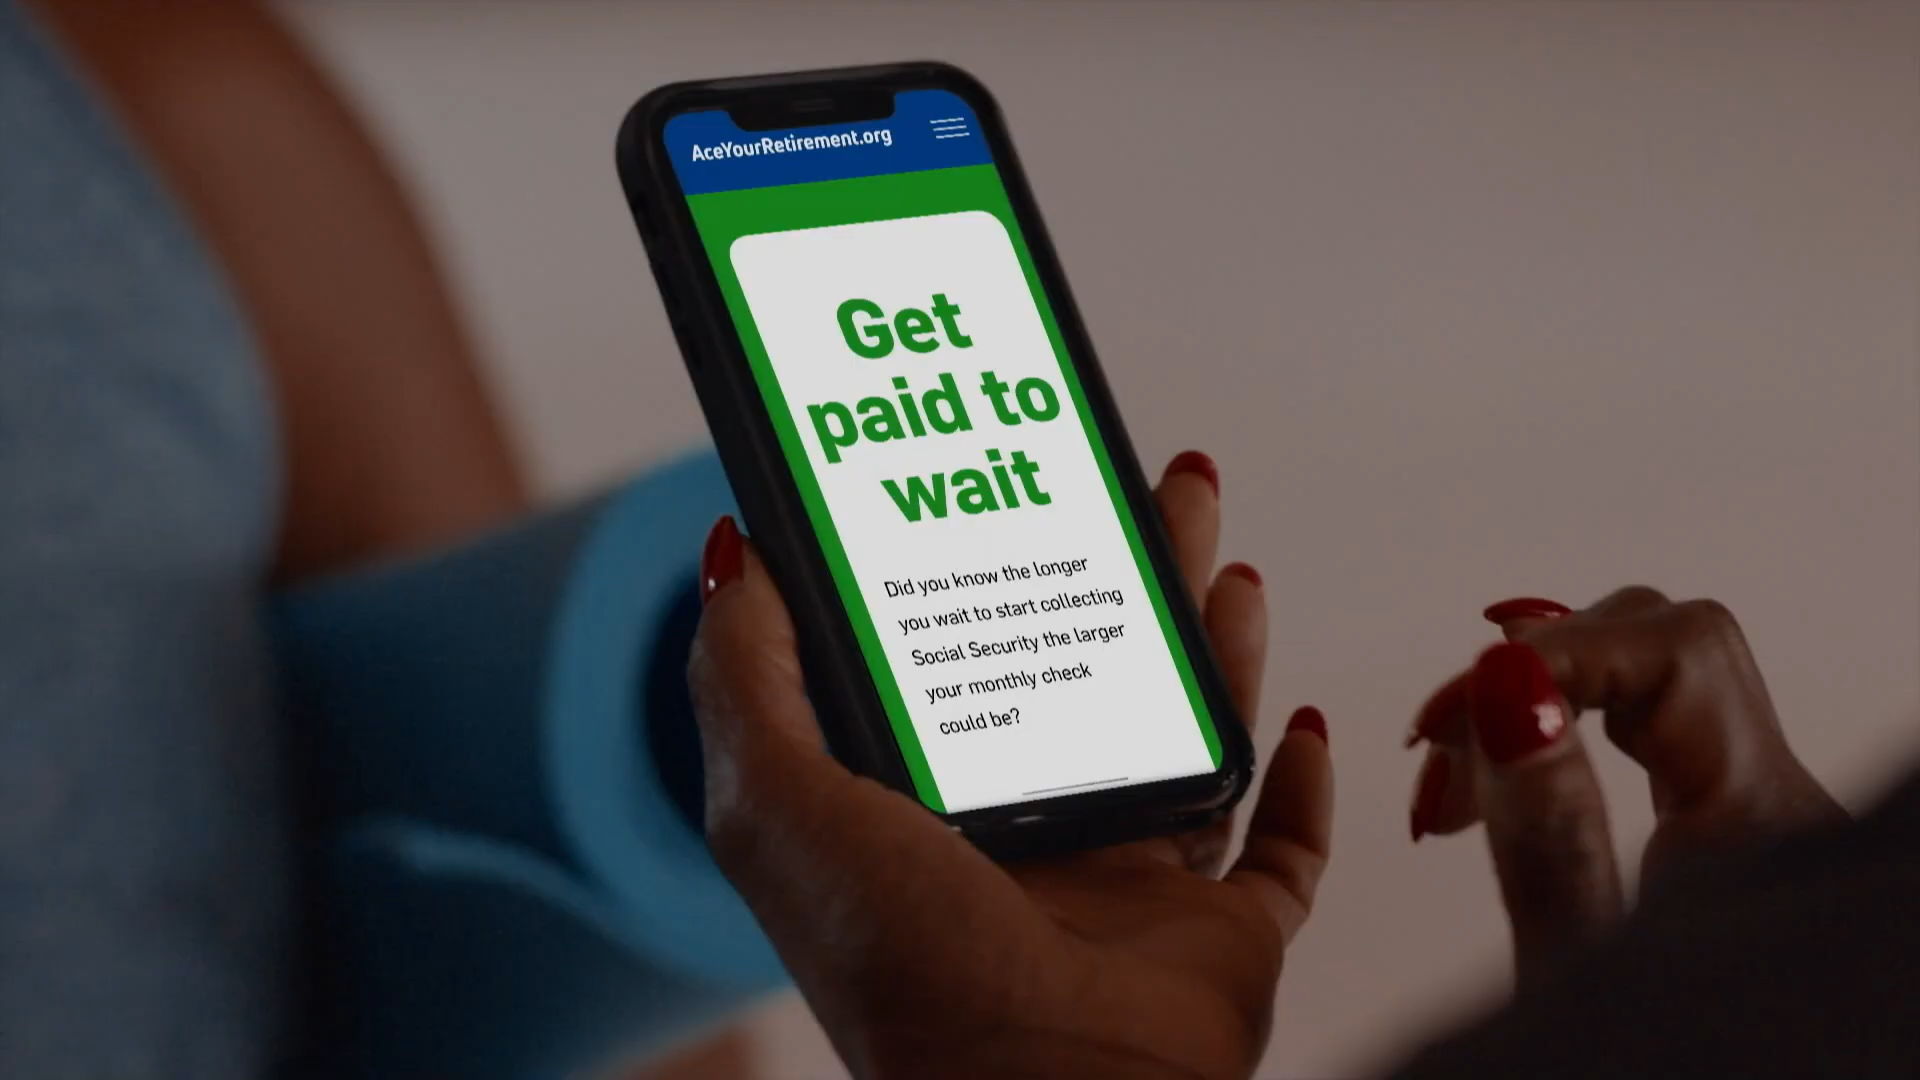 AceYourRetirement.org
Get
paid to
wait
Did you know the longer
you wait to start collecting
Social Security the larger
your monthly check
could be?